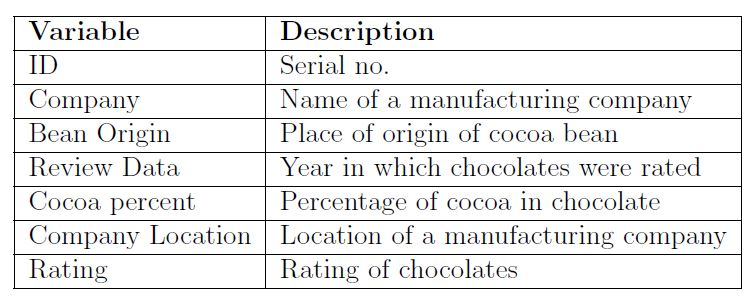 Variable Description
ID Serial no.
Company Name of a manufacturing company
Bean Origin Place of origin of cocoa bean
Review Data Year in which chocolates were rated
Cocoa percent Percentage of cocoa in chocolate
Company Location Location of a manufacturing company
Rating Rating of chocolates